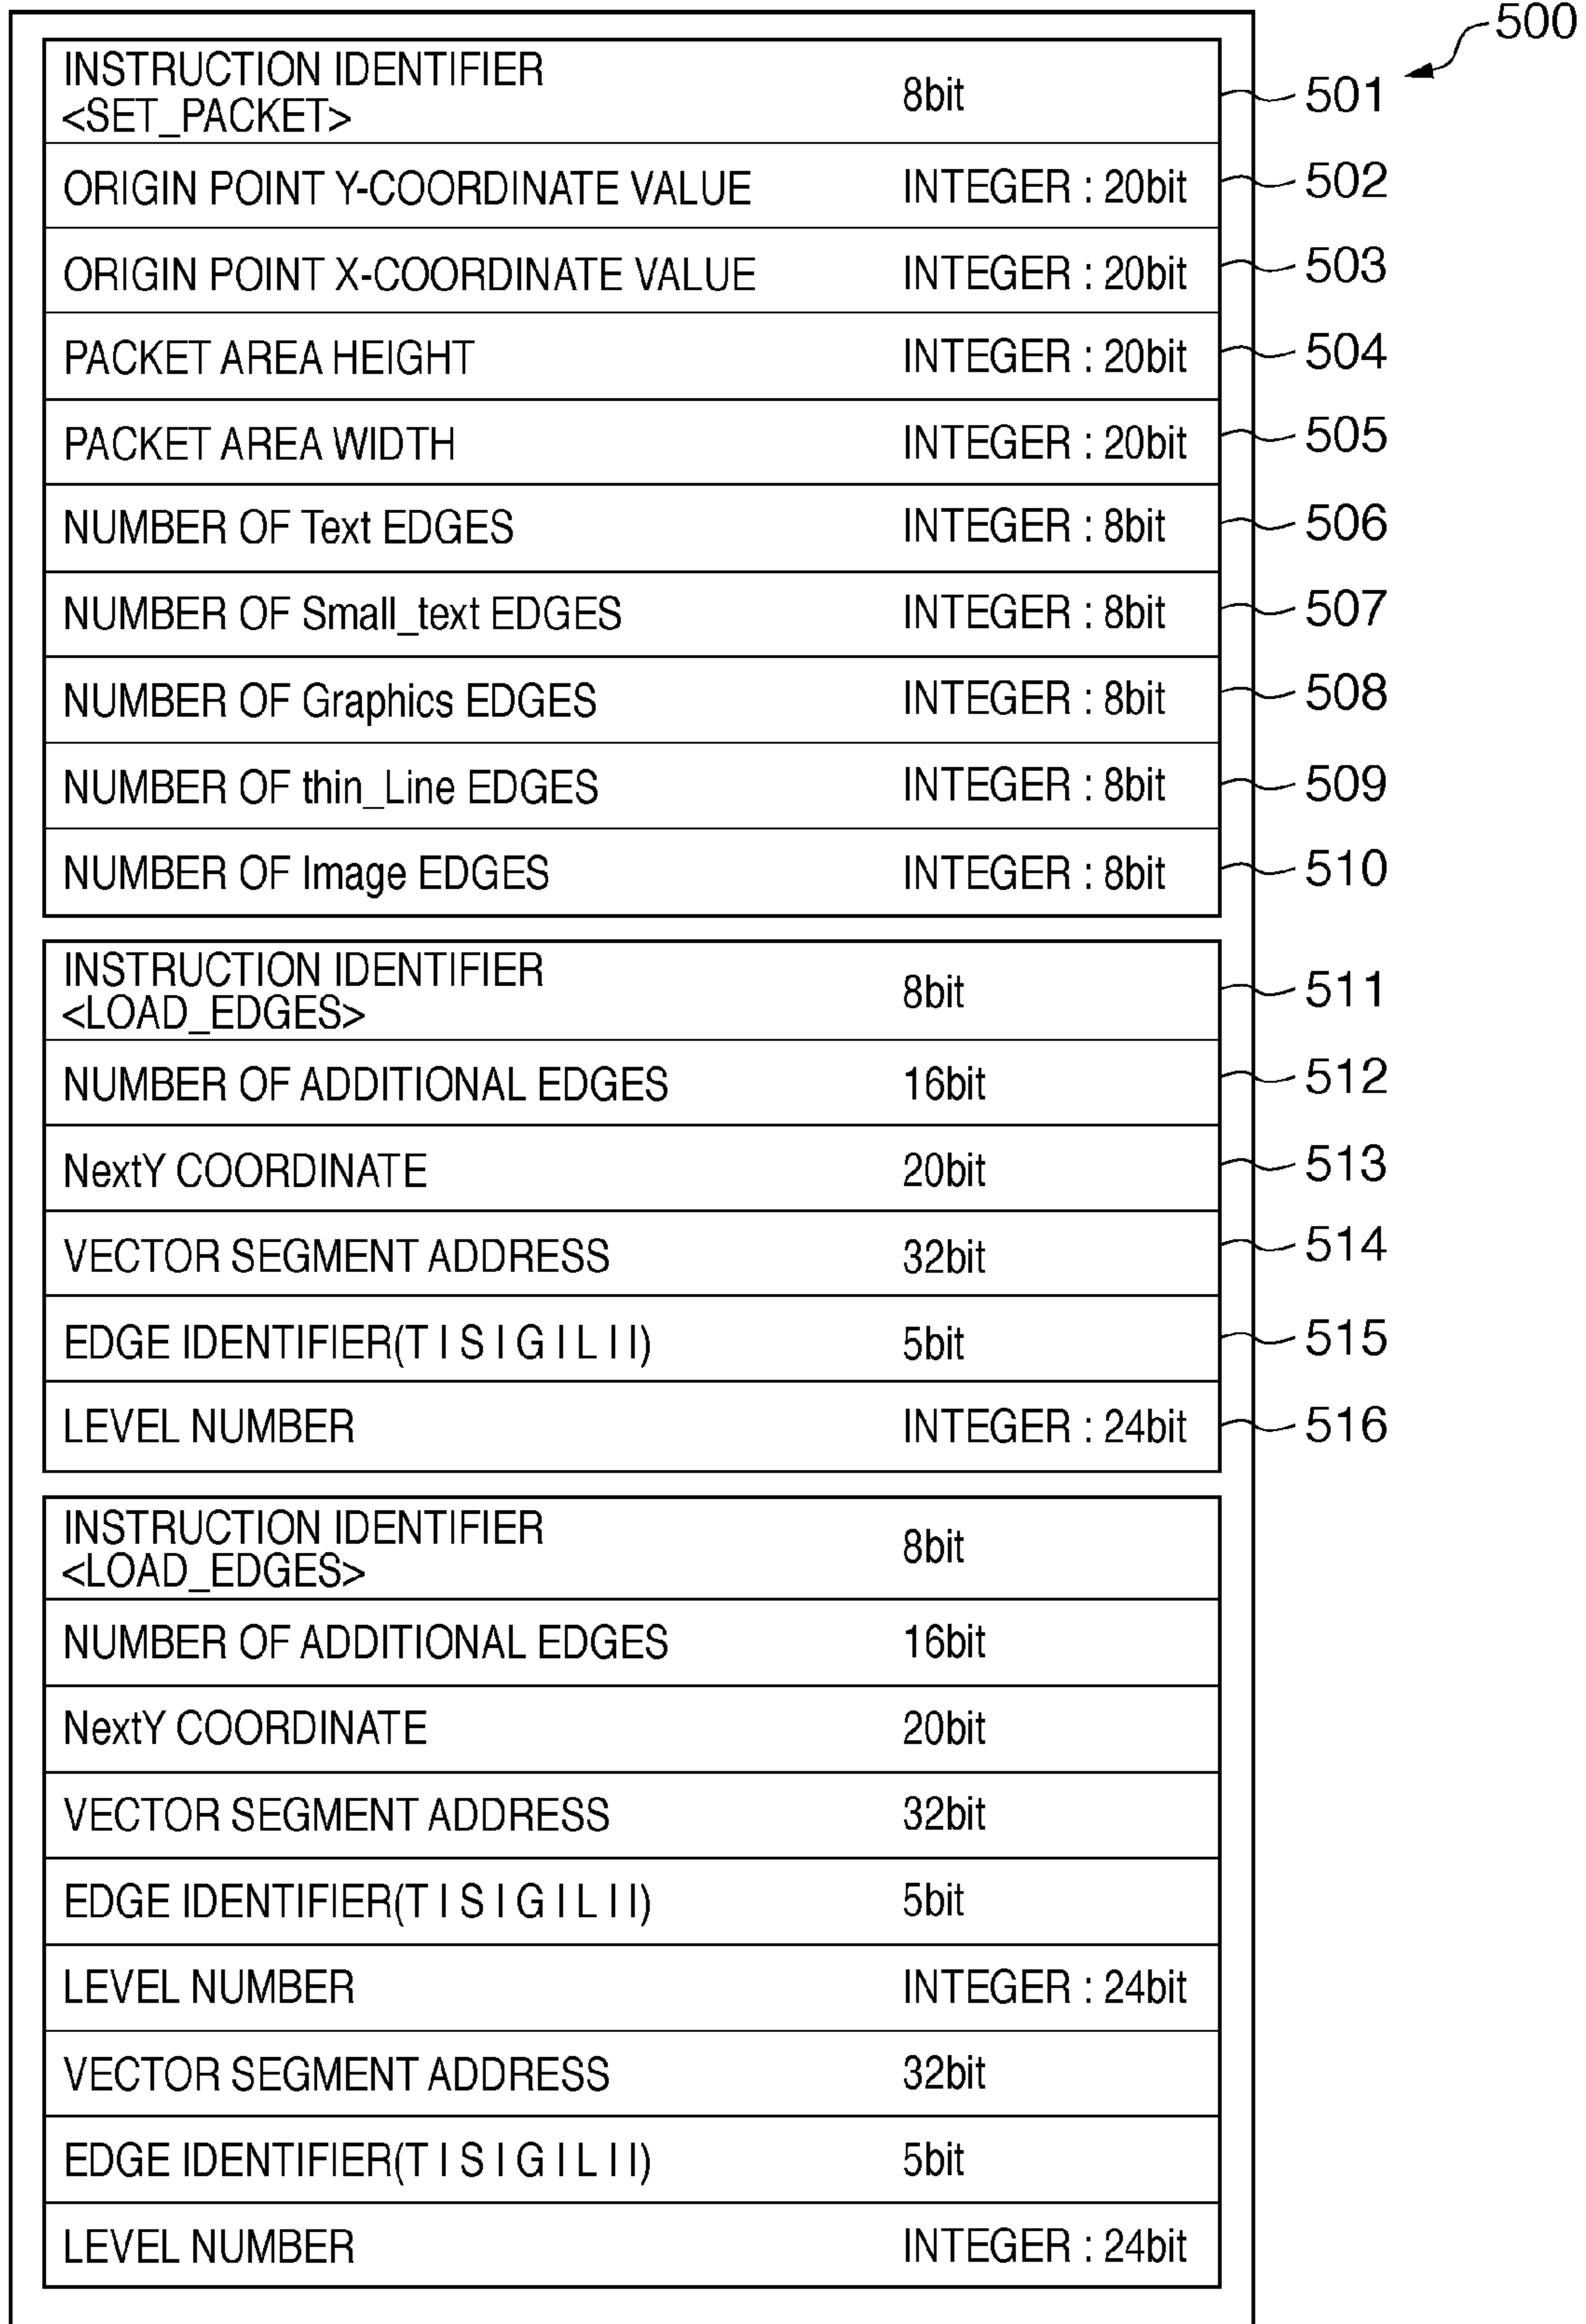 500
INSTRUCTION IDENTIFIER
<SET_PACKET> 8bit 501
ORIGIN POINT Y-COORDINATE VALUE INTEGER : 20bit 502
ORIGIN POINT X-COORDINATE VALUE INTEGER : 20bit 503
PACKET AREA HEIGHT INTEGER : 20bit 504
PACKET AREA WIDTH INTEGER : 20bit 505
NUMBER OF Text EDGES INTEGER : 8bit 506
NUMBER OF Small_text EDGES INTEGER : 8bit 507
NUMBER OF Graphics EDGES INTEGER : 8bit 508
NUMBER OF thin_Line EDGES INTEGER : 8bit 509
NUMBER OF Image EDGES INTEGER : 8bit 510
INSTRUCTION IDENTIFIER
<LOAD_EDGES> 8bit 511
NUMBER OF ADDITIONAL EDGES 16bit 512
NextY COORDINATE 20bit 513
VECTOR SEGMENT ADDRESS 32bit 514
EDGE IDENTIFIER(T I S I G I L I I) 5bit 515
LEVEL NUMBER INTEGER : 24bit 516
INSTRUCTION IDENTIFIER
<LOAD_EDGES> 8bit
NUMBER OF ADDITIONAL EDGES 16bit
NextY COORDINATE 20bit
VECTOR SEGMENT ADDRESS 32bit
EDGE IDENTIFIER(T I S I G I L I I) 5bit
LEVEL NUMBER INTEGER : 24bit
VECTOR SEGMENT ADDRESS 32bit
EDGE IDENTIFIER(T I S I G I L I I) 5bit
LEVEL NUMBER INTEGER : 24bit